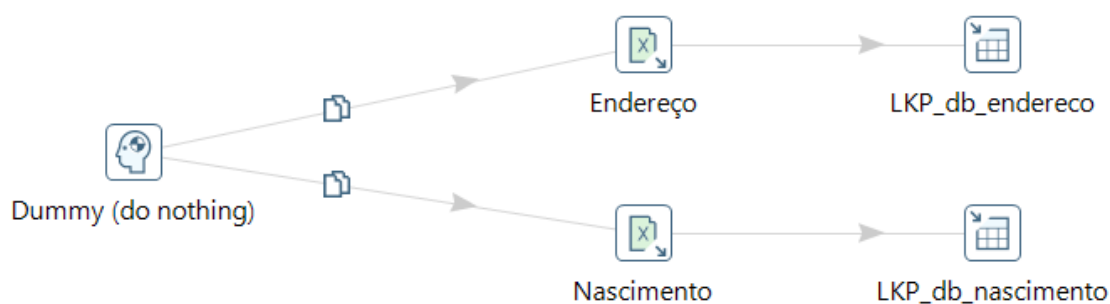 Endereço
LKP_db_endereco
Dummy (do nothing)
Nascimento
LKP_db_nascimento